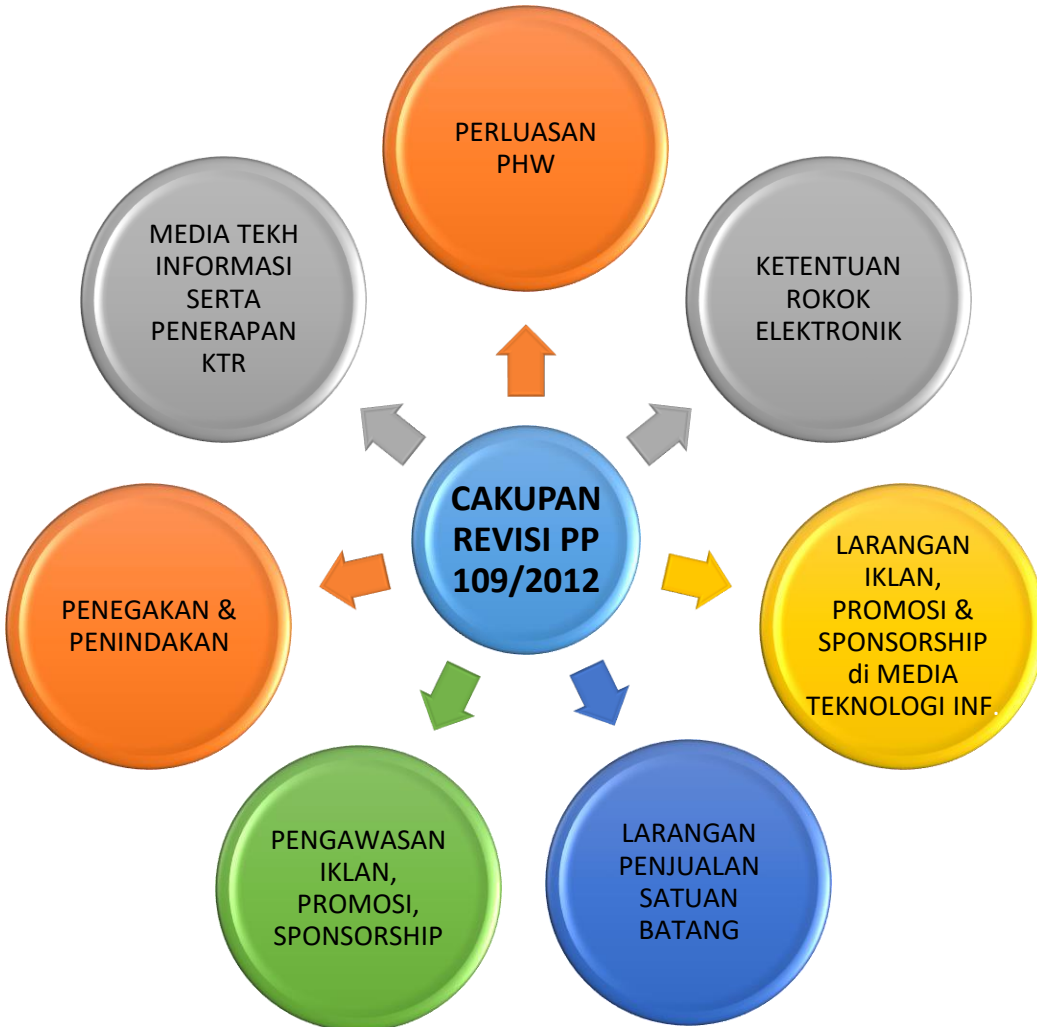 PERLUASAN
PHW
MEDIA TEKH
INFORMASI
SERTA
PENERAPAN
KTR
KETENTUAN
ROKOK
ELEKTRONIK
CAKUPAN
REVISI PP
109/2012
PENEGAKAN &
PENINDAKAN
LARANGAN
IKLAN,
PROMOSI &
SPONSORSHIP
di MEDIA
TEKNOLOGI INF.
PENGAWASAN
IKLAN,
PROMOSI,
SPONSORSHIP
LARANGAN
PENJUALAN
SATUAN
BATANG